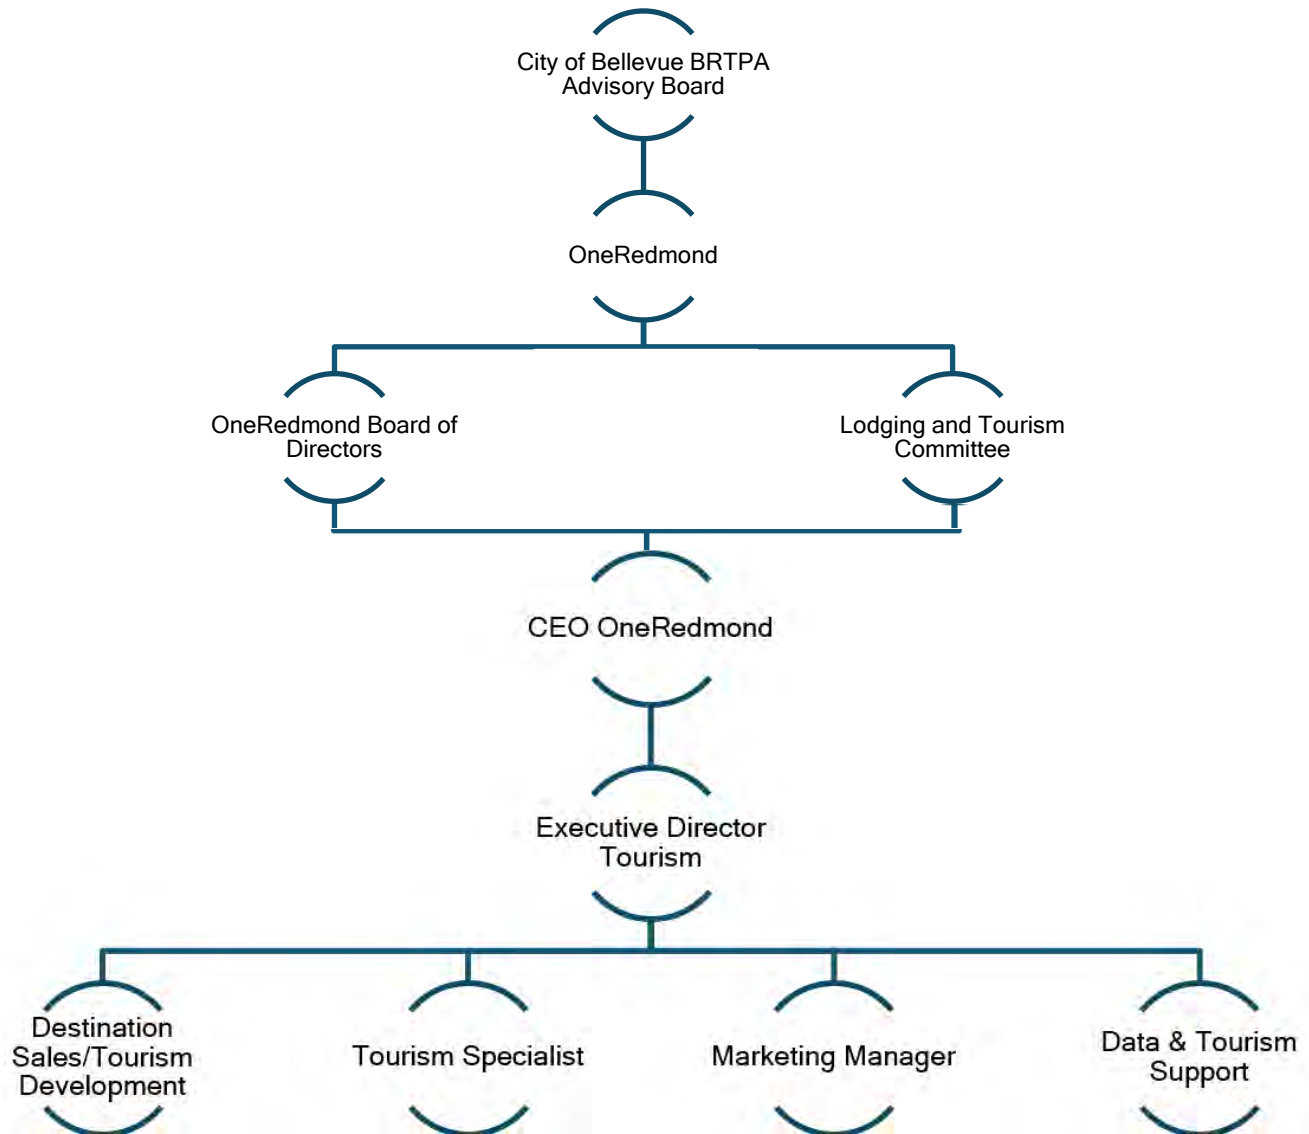 City of Bellevue BRTPA
Advisory Board
OneRedmond
OneRedmond Board of
Directors
Lodging and Tourism
Committee
CEO OneRedmond
Executive Director
Tourism
Destination
Sales/Tourism
Development
Tourism Specialist
Marketing Manager
Data & Tourism
Support